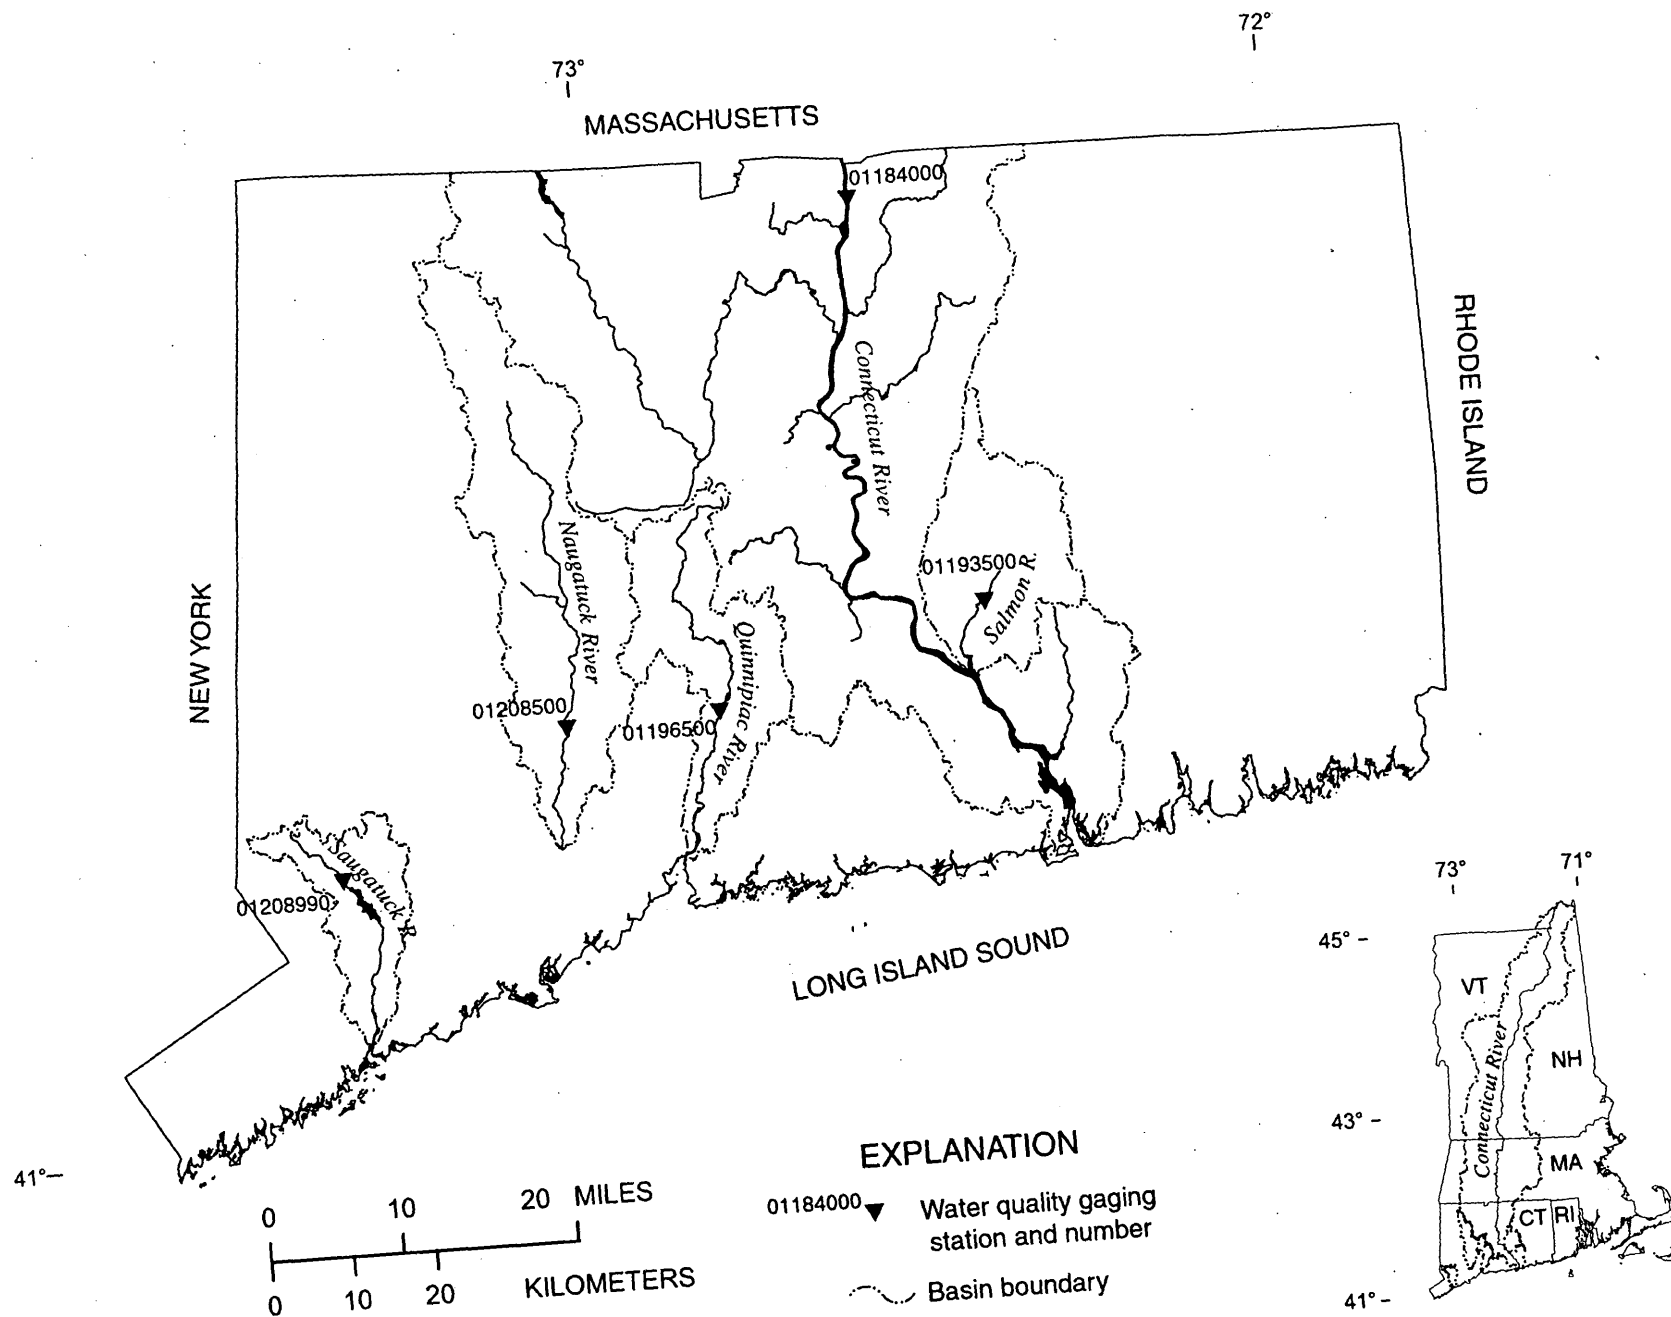 72°
73°
MASSACHUSETTS
01184000
RHODE ISLAND
Connecticut River
Naugatuck River
01193500
Salmon R.
NEW YORK
Quinnipiac River
01208500
01196500
Saugatuck R.
01208990
LONG ISLAND SOUND
41°
EXPLANATION
01184000
Water quality gaging
station and number
Basin boundary
0 10 20 MILES
0 10 20 KILOMETERS
73° 71°
45°
VT
Connecticut River
NH
43°
MA
CT RI
41°